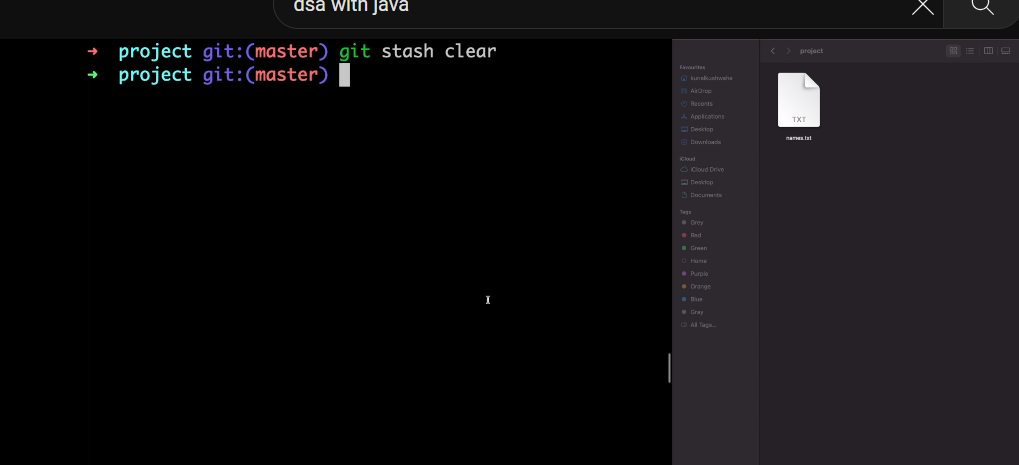 dsa with java
➜ project git:(master) git stash clear
➜ project git:(master)
project
Favourites
kunalkushwaha
AirDrop
Recents
Applications
Desktop
Downloads
iCloud
iCloud Drive
Desktop
Documents
Tags
Grey
Red
Green
Home
Purple
Orange
Blue
Gray
All Tags...
TXT
names.txt